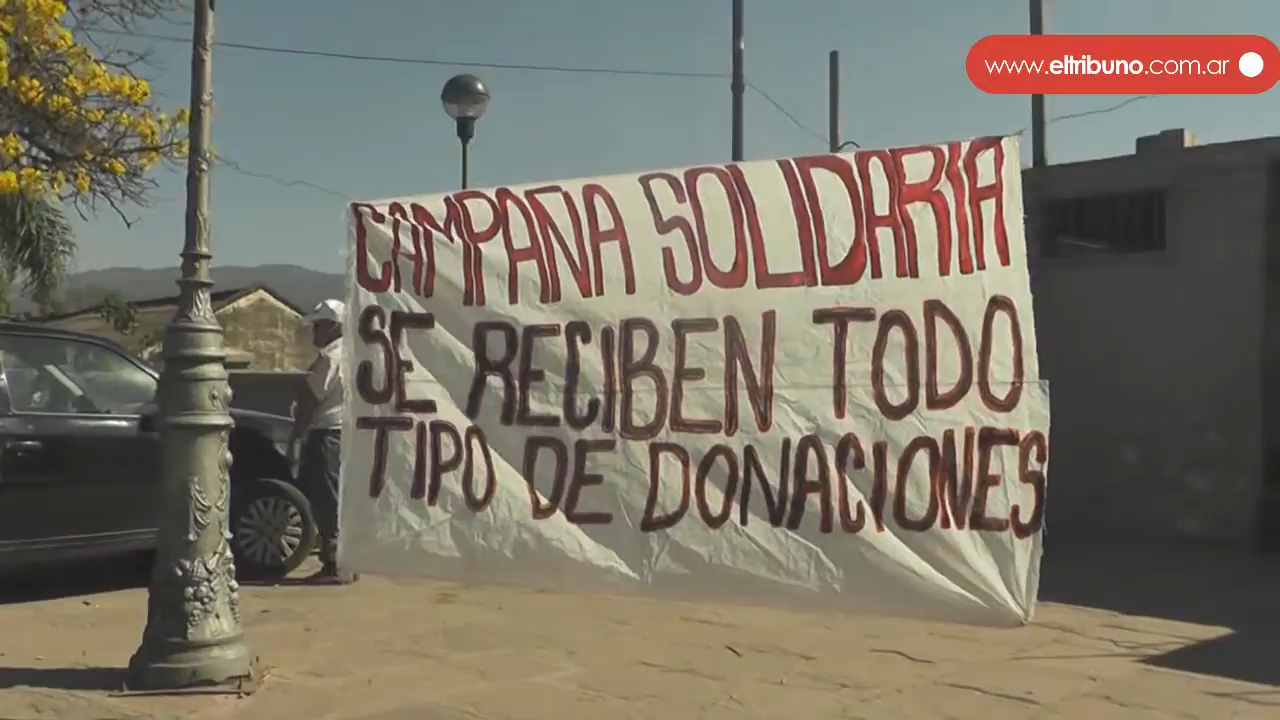 www.eltribuno.com.ar
CAMPAÑA SOLIDARIA
SE RECIBEN TODO
TIPO DE DONACIONES